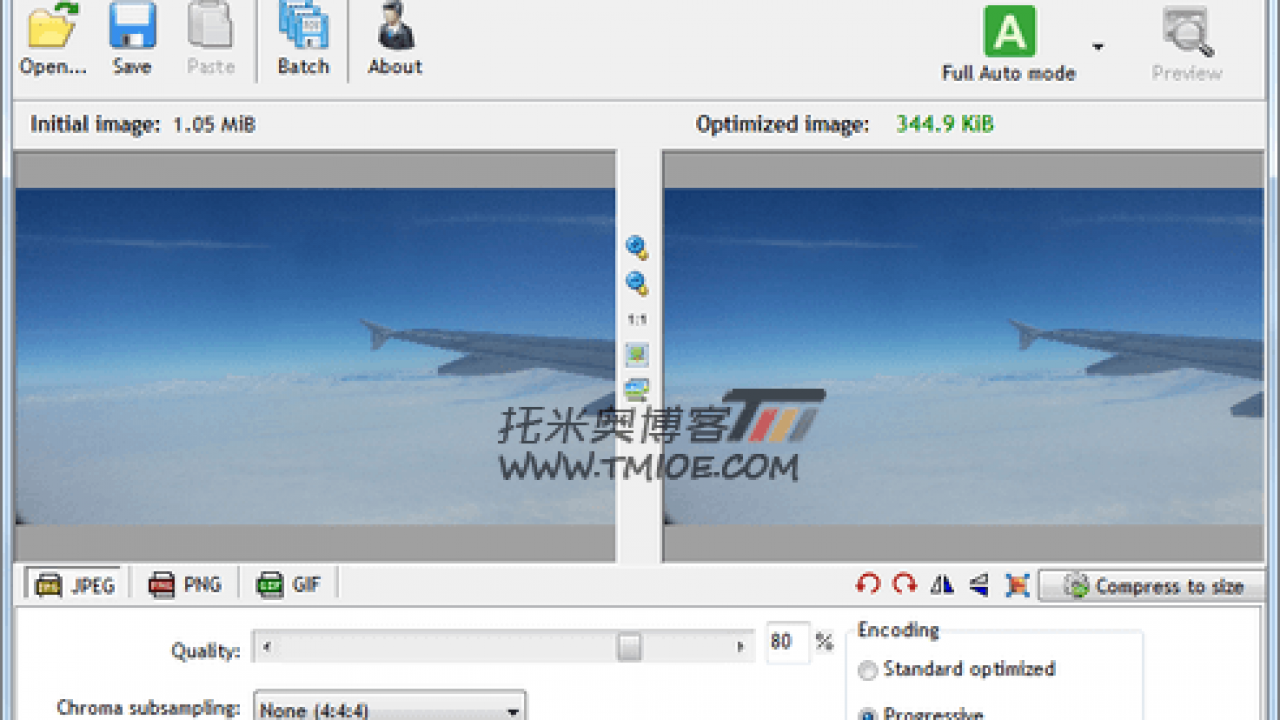 Open... Save Paste Batch About Full Auto mode Preview
Initial image: 1.05 MiB Optimized image: 344.9 KiB
1:1
托米奥博客 TM
WWW.TMIOE.COM
JPEG PNG GIF Compress to size
Quality: 80 % Encoding
Standard optimized
Chroma subsampling: None (4:4:4) Progressive